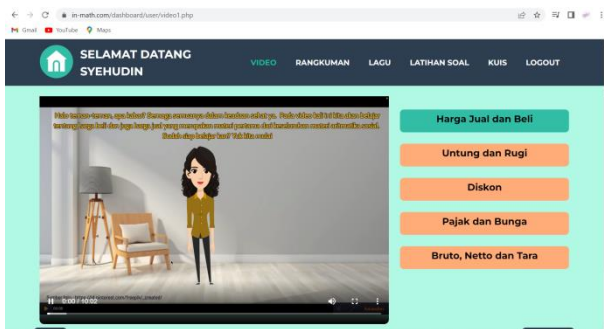 in-math.com/dashboard/user/video1.php
Gmail YouTube Maps
SELAMAT DATANG
SYEHUDIN
VIDEO RANGKUMAN LAGU LATIHAN SOAL KUIS LOGOUT
Halo teman-teman, apa kabar? Semoga semuanya dalam keadaan sehat ya. Pada video kali ini kita akan belajar
tentang harga beli dan juga harga jual yang merupakan materi pertama dari keseluruhan materi aritmatika sosial.
Sudah siap belajar kan? Yuk kita mulai
0:00 / 10:02
Harga Jual dan Beli
Untung dan Rugi
Diskon
Pajak dan Bunga
Bruto, Netto dan Tara